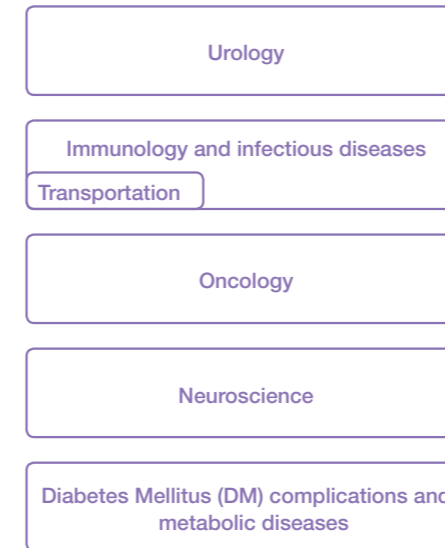 Urology
Immunology and infectious diseases
Transportation
Oncology
Neuroscience
Diabetes Mellitus (DM) complications and
metabolic diseases